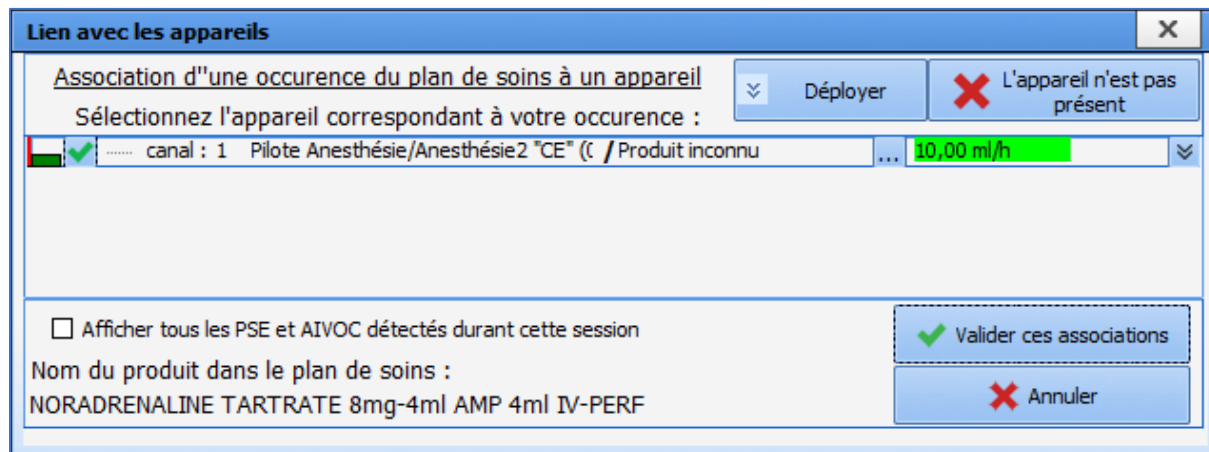 Lien avec les appareils
Association d''une occurence du plan de soins à un appareil
Sélectionnez l'appareil correspondant à votre occurence :
Déployer
L'appareil n'est pas
présent
canal : 1 Pilote Anesthésie/Anesthésie2 "CE" (( / Produit inconnu ... 10,00 ml/h
Afficher tous les PSE et AIVOC détectés durant cette session
Valider ces associations
Nom du produit dans le plan de soins :
NORADRENALINE TARTRATE 8mg-4ml AMP 4ml IV-PERF
Annuler